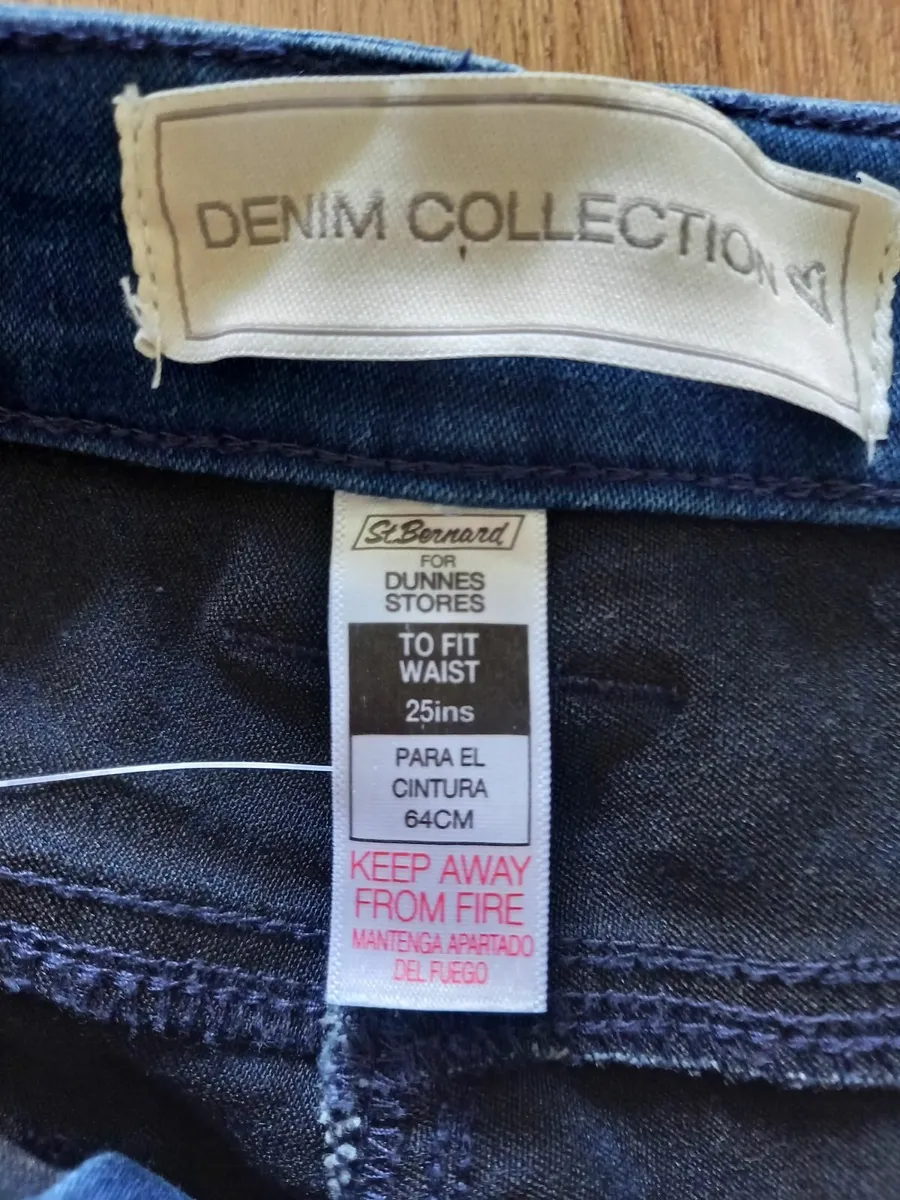 DENIM COLLECTION
St.Bernard
FOR
DUNNES
STORES
TO FIT
WAIST
25ins
PARA EL
CINTURA
64CM
KEEP AWAY
FROM FIRE
MANTENGA APARTADO
DEL FUEGO